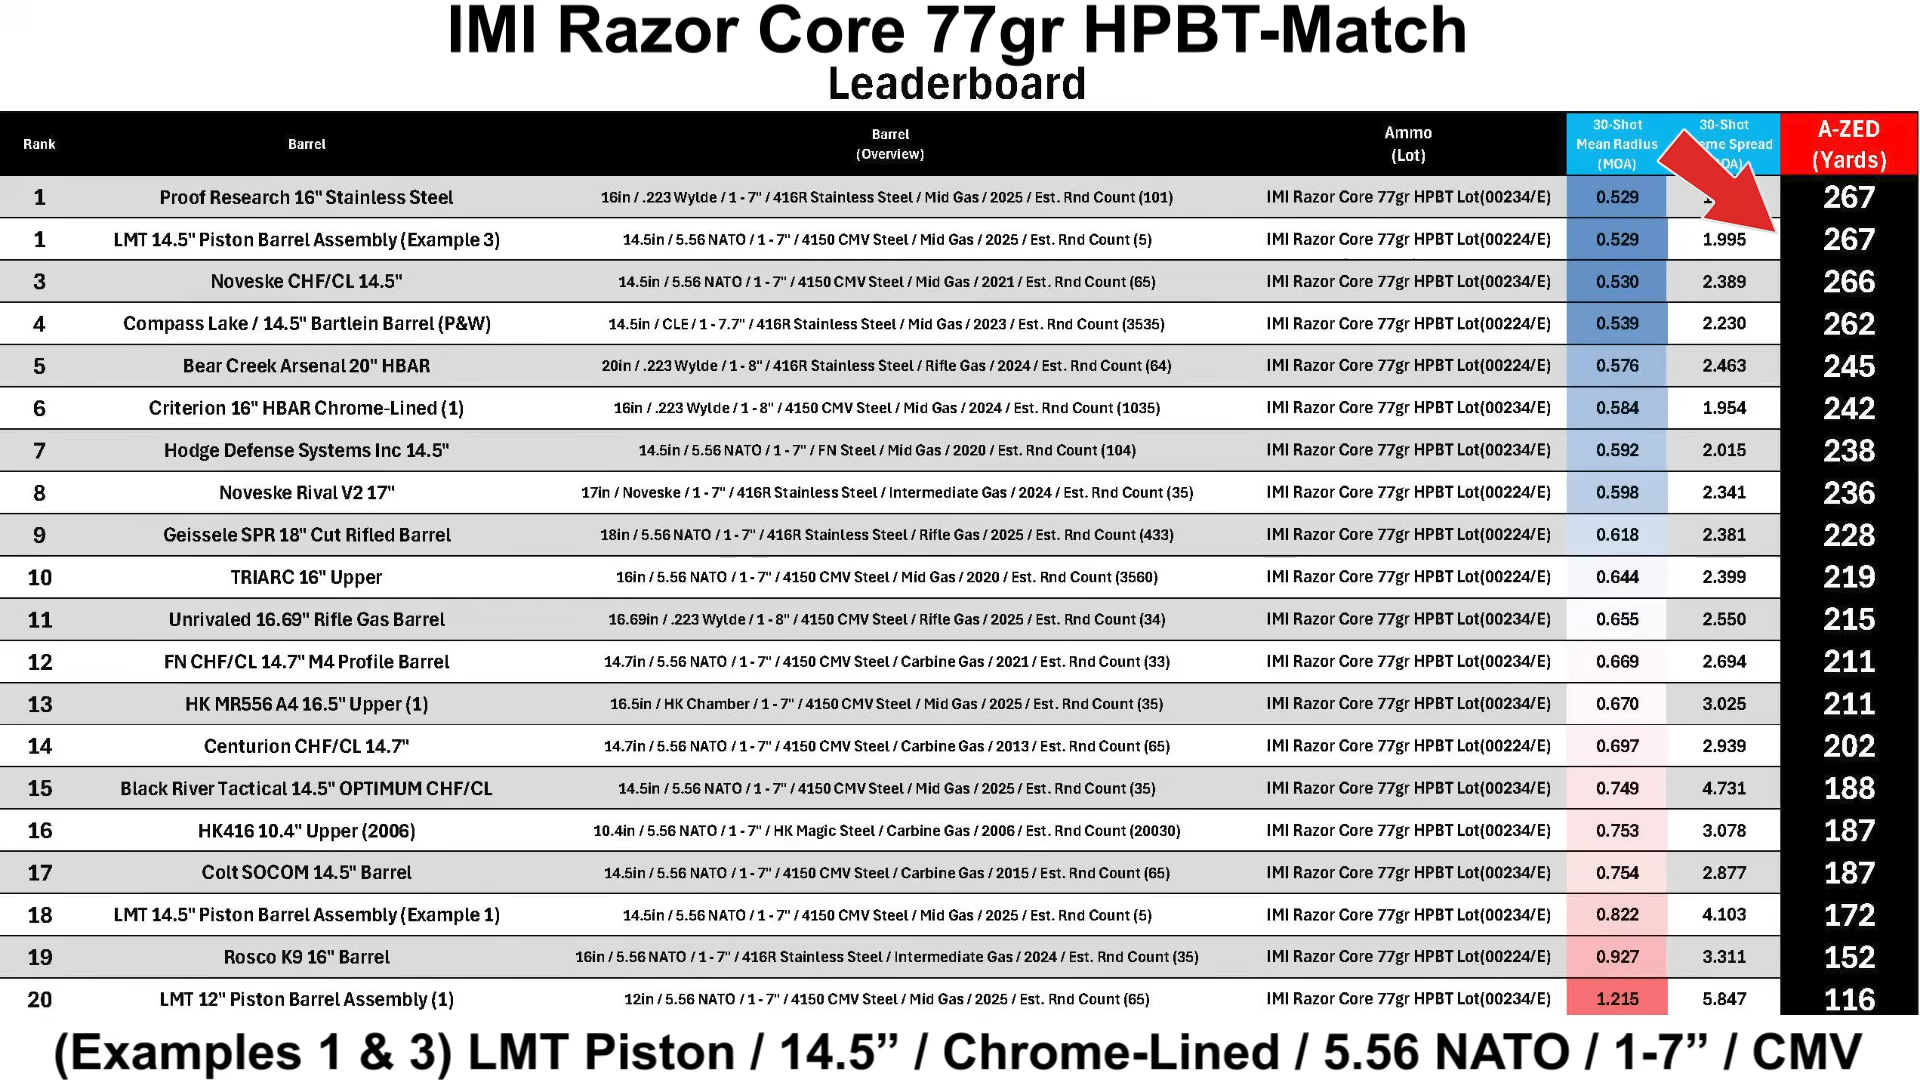 IMI Razor Core 77gr HPBT-Match
Leaderboard
Rank Barrel Barrel (Overview) Ammo (Lot) 30-Shot Mean Radius (MOA) 30-Shot Spread A-ZED (Yards)
1 Proof Research 16" Stainless Steel 16in / .223 Wylde / 1 - 7" / 416R Stainless Steel / Mid Gas / 2025 / Est. Rnd Count (101) IMI Razor Core 77gr HPBT Lot(00234/E) 0.529 267
1 LMT 14.5" Piston Barrel Assembly (Example 3) 14.5in / 5.56 NATO / 1 - 7" / 4150 CMV Steel / Mid Gas / 2025 / Est. Rnd Count (5) IMI Razor Core 77gr HPBT Lot(00224/E) 0.529 1.995 267
3 Noveske CHF/CL 14.5" 14.5in / 5.56 NATO / 1 - 7" / 4150 CMV Steel / Mid Gas / 2021 / Est. Rnd Count (65) IMI Razor Core 77gr HPBT Lot(00234/E) 0.530 2.389 266
4 Compass Lake / 14.5" Bartlein Barrel (P&W) 14.5in / CLE / 1 - 7.7" / 416R Stainless Steel / Mid Gas / 2023 / Est. Rnd Count (3535) IMI Razor Core 77gr HPBT Lot(00224/E) 0.539 2.230 262
5 Bear Creek Arsenal 20" HBAR 20in / .223 Wylde / 1 - 8" / 416R Stainless Steel / Rifle Gas / 2024 / Est. Rnd Count (64) IMI Razor Core 77gr HPBT Lot(00234/E) 0.576 2.463 245
6 Criterion 16" HBAR Chrome-Lined (1) 16in / .223 Wylde / 1 - 8" / 4150 CMV Steel / Mid Gas / 2024 / Est. Rnd Count (1035) IMI Razor Core 77gr HPBT Lot(00234/E) 0.584 1.954 242
7 Hodge Defense Systems Inc 14.5" 14.5in / 5.56 NATO / 1 - 7" / FN Steel / Mid Gas / 2020 / Est. Rnd Count (104) IMI Razor Core 77gr HPBT Lot(00234/E) 0.592 2.015 238
8 Noveske Rival V2 17" 17in / Noveske / 1 - 7" / 416R Stainless Steel / Intermediate Gas / 2024 / Est. Rnd Count (35) IMI Razor Core 77gr HPBT Lot(00224/E) 0.598 2.341 236
9 Geissele SPR 18" Cut Rifled Barrel 18in / 5.56 NATO / 1 - 7" / 416R Stainless Steel / Rifle Gas / 2025 / Est. Rnd Count (433) IMI Razor Core 77gr HPBT Lot(00224/E) 0.618 2.381 228
10 TRIARC 16" Upper 16in / 5.56 NATO / 1 - 7" / 4150 CMV Steel / Mid Gas / 2020 / Est. Rnd Count (3560) IMI Razor Core 77gr HPBT Lot(00224/E) 0.644 2.399 219
11 Unrivaled 16.69" Rifle Gas Barrel 16.69in / .223 Wylde / 1 - 8" / 4150 CMV Steel / Rifle Gas / 2025 / Est. Rnd Count (34) IMI Razor Core 77gr HPBT Lot(00234/E) 0.655 2.550 215
12 FN CHF/CL 14.7" M4 Profile Barrel 14.7in / 5.56 NATO / 1 - 7" / 4150 CMV Steel / Carbine Gas / 2021 / Est. Rnd Count (33) IMI Razor Core 77gr HPBT Lot(00234/E) 0.669 2.694 211
13 HK MR556 A4 16.5" Upper (1) 16.5in / HK Chamber / 1 - 7" / 4150 CMV Steel / Mid Gas / 2025 / Est. Rnd Count (35) IMI Razor Core 77gr HPBT Lot(00234/E) 0.670 3.025 211
14 Centurion CHF/CL 14.7" 14.7in / 5.56 NATO / 1 - 7" / 4150 CMV Steel / Carbine Gas / 2013 / Est. Rnd Count (65) IMI Razor Core 77gr HPBT Lot(00224/E) 0.697 2.939 202
15 Black River Tactical 14.5" OPTIMUM CHF/CL 14.5in / 5.56 NATO / 1 - 7" / 4150 CMV Steel / Mid Gas / 2025 / Est. Rnd Count (35) IMI Razor Core 77gr HPBT Lot(00234/E) 0.749 4.731 188
16 HK416 10.4" Upper (2006) 10.4in / 5.56 NATO / 1 - 7" / HK Magic Steel / Carbine Gas / 2006 / Est. Rnd Count (20030) IMI Razor Core 77gr HPBT Lot(00234/E) 0.753 3.078 187
17 Colt SOCOM 14.5" Barrel 14.5in / 5.56 NATO / 1 - 7" / 4150 CMV Steel / Carbine Gas / 2015 / Est. Rnd Count (65) IMI Razor Core 77gr HPBT Lot(00234/E) 0.754 2.877 187
18 LMT 14.5" Piston Barrel Assembly (Example 1) 14.5in / 5.56 NATO / 1 - 7" / 4150 CMV Steel / Mid Gas / 2025 / Est. Rnd Count (5) IMI Razor Core 77gr HPBT Lot(00234/E) 0.822 4.103 172
19 Rosco K9 16" Barrel 16in / 5.56 NATO / 1 - 7" / 416R Stainless Steel / Intermediate Gas / 2024 / Est. Rnd Count (35) IMI Razor Core 77gr HPBT Lot(00224/E) 0.927 3.311 152
20 LMT 12" Piston Barrel Assembly (1) 12in / 5.56 NATO / 1 - 7" / 4150 CMV Steel / Mid Gas / 2025 / Est. Rnd Count (65) IMI Razor Core 77gr HPBT Lot(00234/E) 1.215 5.847 116
(Examples 1 & 3) LMT Piston / 14.5” / Chrome-Lined / 5.56 NATO / 1-7” / CMV